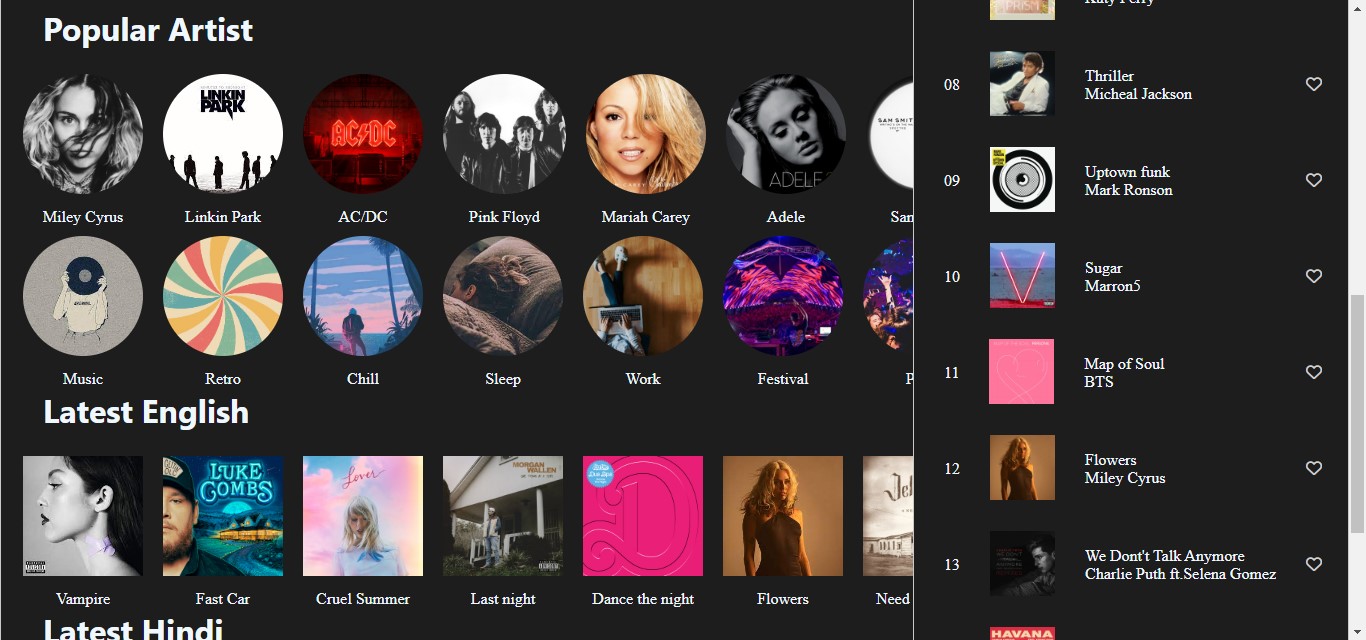 Popular Artist
LINKIN
PARK
AC/DC
ADELE
SAM SMIT
Miley Cyrus
Linkin Park
AC/DC
Pink Floyd
Mariah Carey
Adele
San
Music
Retro
Chill
Sleep
Work
Festival
P
Latest English
LUKE
COMBS
Lover
MORGAN
WALLEN
D
Vampire
Fast Car
Cruel Summer
Last night
Dance the night
Flowers
Need
Latest Hindi
PRISM
Katy Perry
08
Thriller
Micheal Jackson
09
Uptown funk
Mark Ronson
10
Sugar
Marron5
11
Map of Soul
BTS
12
Flowers
Miley Cyrus
13
We Dont't Talk Anymore
Charlie Puth ft.Selena Gomez
HAVANA